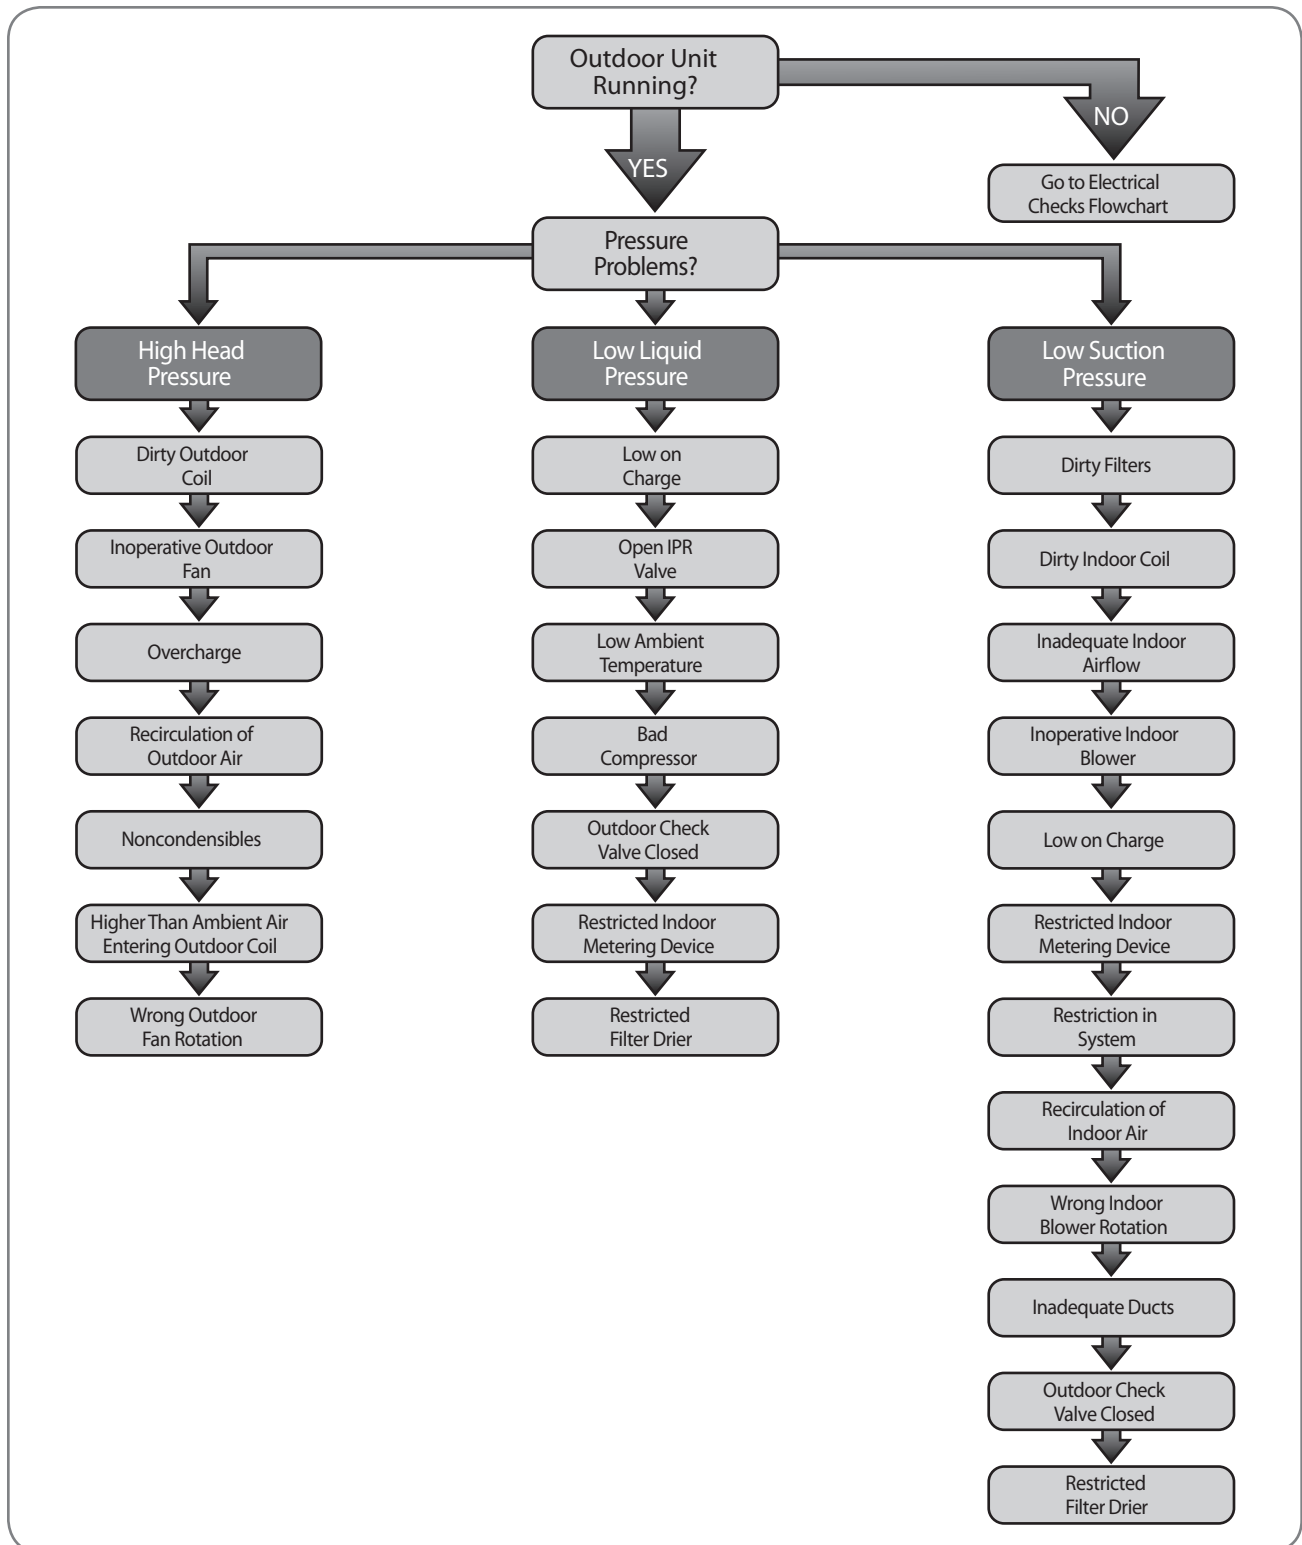 Outdoor Unit
Running?
NO
YES
Go to Electrical
Checks Flowchart
Pressure
Problems?
High Head
Pressure
Dirty Outdoor
Coil
Inoperative Outdoor
Fan
Overcharge
Recirculation of
Outdoor Air
Noncondensibles
Higher Than Ambient Air
Entering Outdoor Coil
Wrong Outdoor
Fan Rotation
Low Liquid
Pressure
Low on
Charge
Open IPR
Valve
Low Ambient
Temperature
Bad
Compressor
Outdoor Check
Valve Closed
Restricted Indoor
Metering Device
Restricted
Filter Drier
Low Suction
Pressure
Dirty Filters
Dirty Indoor Coil
Inadequate Indoor
Airflow
Inoperative Indoor
Blower
Low on Charge
Restricted Indoor
Metering Device
Restriction in
System
Recirculation of
Indoor Air
Wrong Indoor
Blower Rotation
Inadequate Ducts
Outdoor Check
Valve Closed
Restricted
Filter Drier